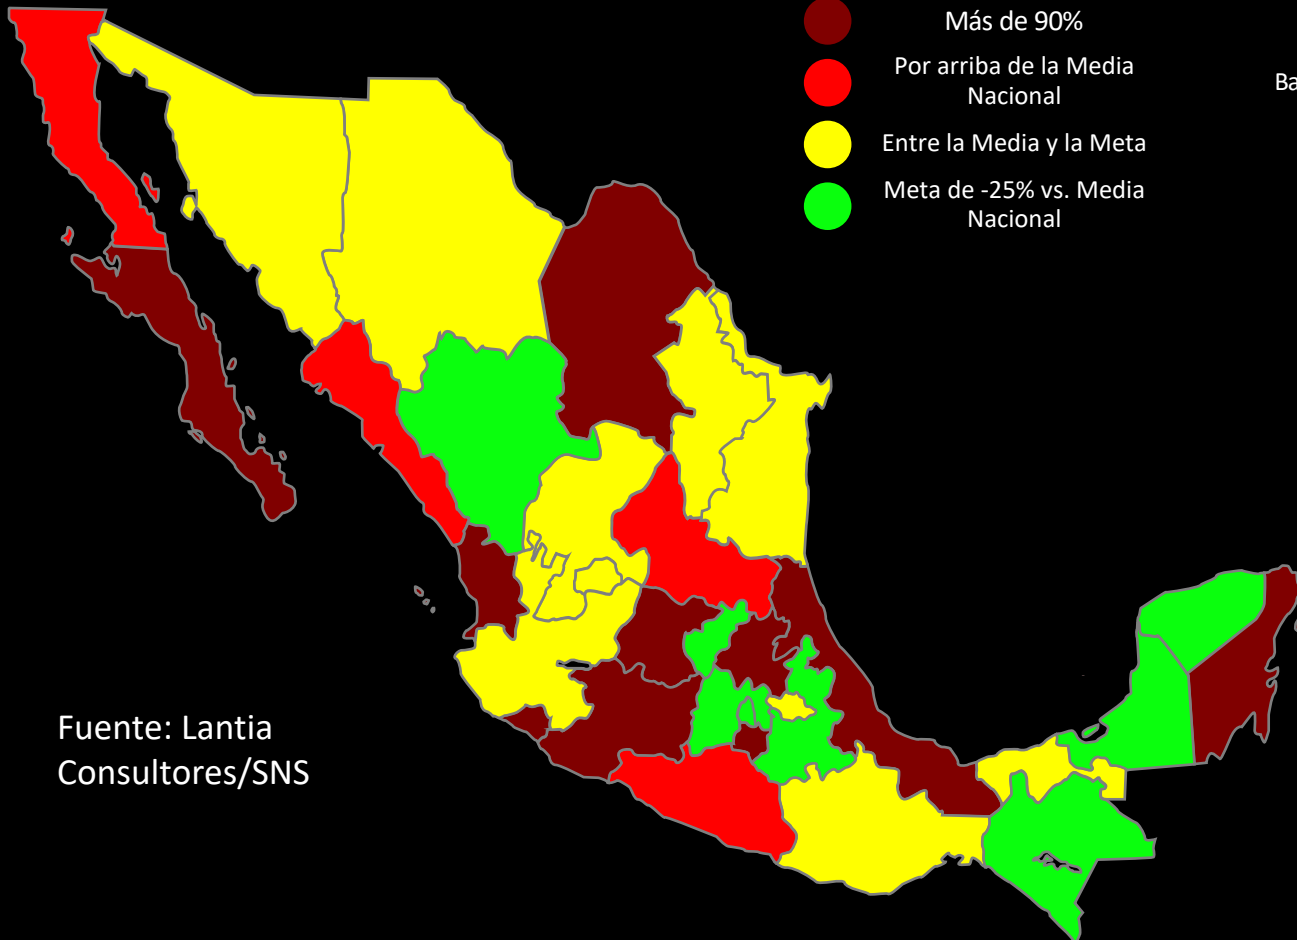 Más de 90%
Por arriba de la Media
Nacional
Ba
Entre la Media y la Meta
Meta de -25% vs. Media
Nacional
Fuente: Lantia
Consultores/SNS